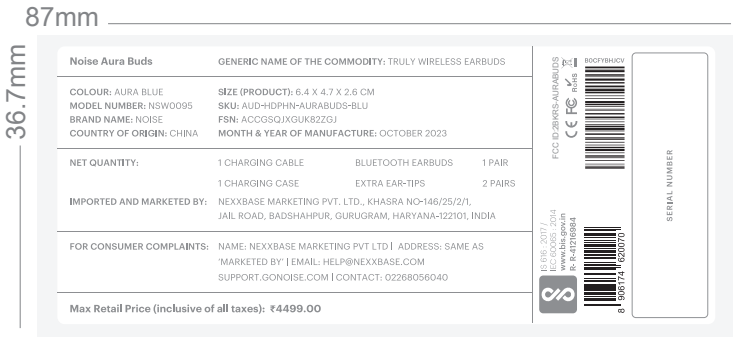 87mm
36.7mm
Noise Aura Buds
GENERIC NAME OF THE COMMODITY: TRULY WIRELESS EARBUDS
COLOUR: AURA BLUE
MODEL NUMBER: NSW0095
BRAND NAME: NOISE
COUNTRY OF ORIGIN: CHINA
SIZE (PRODUCT): 6.4 X 4.7 X 2.6 CM
SKU: AUD-HDPHN-AURABUDS-BLU
FSN: ACCGSQJXGUK82ZGJ
MONTH & YEAR OF MANUFACTURE: OCTOBER 2023
NET QUANTITY: 1 CHARGING CABLE BLUETOOTH EARBUDS 1 PAIR
1 CHARGING CASE EXTRA EAR-TIPS 2 PAIRS
IMPORTED AND MARKETED BY: NEXXBASE MARKETING PVT. LTD., KHASRA NO-146/25/2/1,
JAIL ROAD, BADSHAHPUR, GURUGRAM, HARYANA-122101, INDIA
FOR CONSUMER COMPLAINTS: NAME: NEXXBASE MARKETING PVT LTD | ADDRESS: SAME AS
'MARKETED BY' | EMAIL: HELP@NEXXBASE.COM
SUPPORT.GONOISE.COM | CONTACT: 02268056040
Max Retail Price (inclusive of all taxes): ₹4499.00
FCC ID:2BKRS-AURABUDS
CE FC RoHS
B0CFYBHJCV
IS 616 : 2017 /
IEC 60065 : 2014
www.bis.gov.in
R- R-41216984
8 906174 620070
SERIAL NUMBER